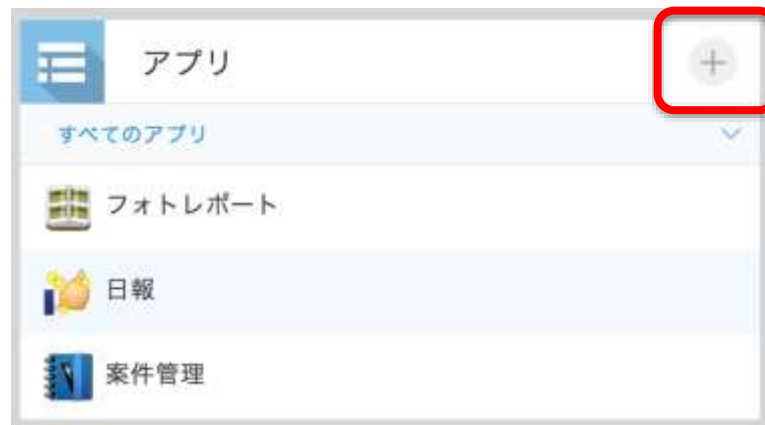 アプリ
すべてのアプリ
フォトレポート
日報
案件管理